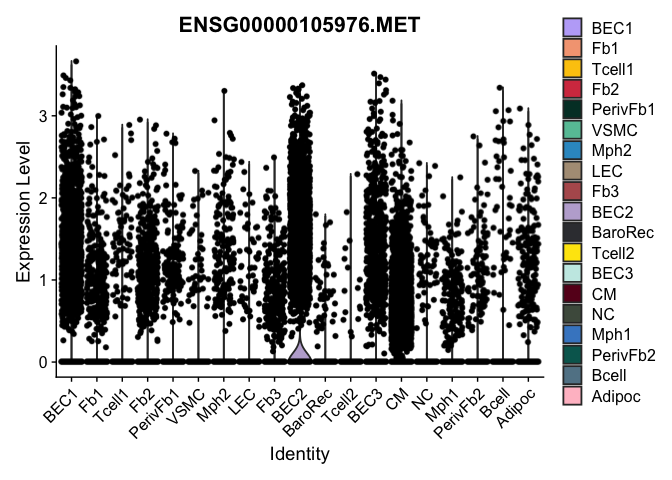 ENSG00000105976.MET
Expression Level
3
2
1
0
BEC1
Fb1
Tcell1
Fb2
PerivFb1
VSMC
Mph2
LEC
Fb3
BEC2
BaroRec
Tcell2
BEC3
CM
NC
Mph1
PerivFb2
Bcell
Adipoc
Identity
BEC1
Fb1
Tcell1
Fb2
PerivFb1
VSMC
Mph2
LEC
Fb3
BEC2
BaroRec
Tcell2
BEC3
CM
NC
Mph1
PerivFb2
Bcell
Adipoc